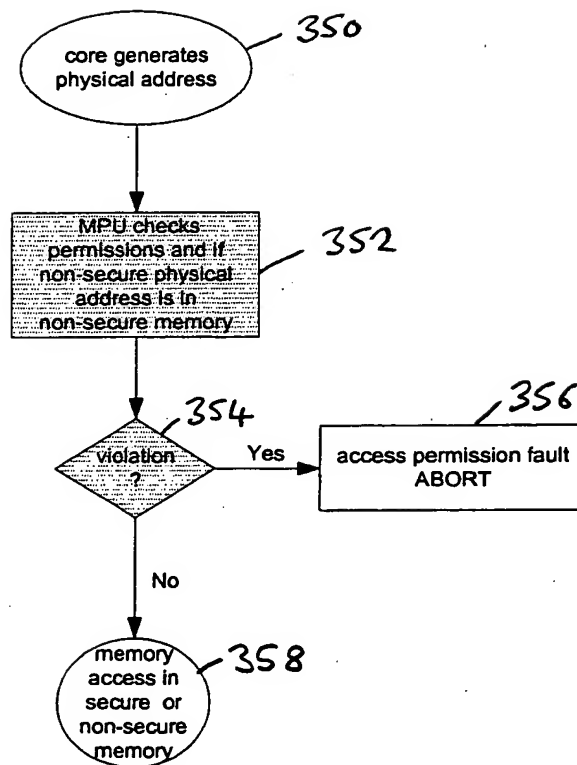 350
core generates
physical address
MPU checks
permissions and if
non-secure physical
address is in
non-secure memory
352
354
violation
?
Yes
356
access permission fault
ABORT
No
memory
access in
secure or
non-secure
memory
358